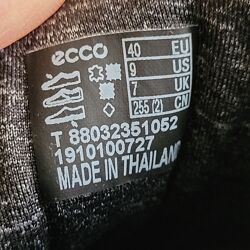 ecco
40 EU
9 US
7 UK
255 (2) CN
T 88032351052
1910100727
MADE IN THAILAND